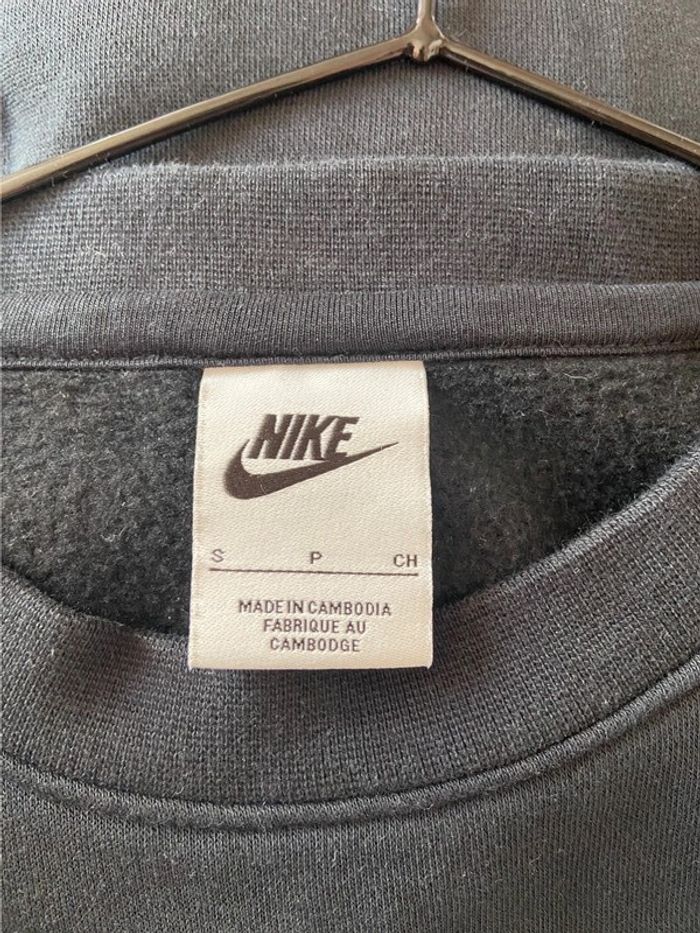 NIKE
S P CH
MADE IN CAMBODIA
FABRIQUE AU
CAMBODGE